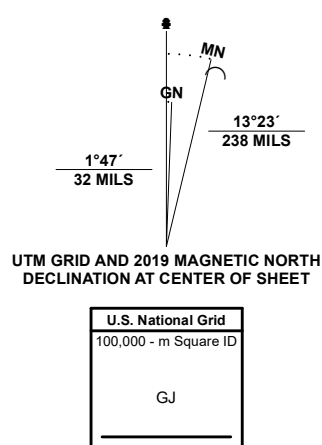 MN
GN
13°23´
238 MILS
1°47´
32 MILS
UTM GRID AND 2019 MAGNETIC NORTH
DECLINATION AT CENTER OF SHEET
U.S. National Grid
100,000 - m Square ID
GJ